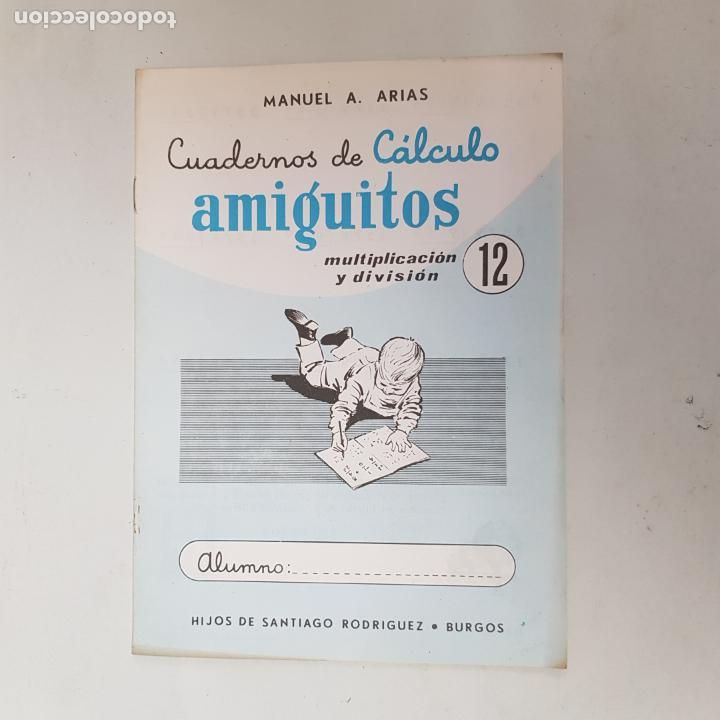 todocoleccion
MANUEL A. ARIAS
Cuadernos de Cálculo
amiguitos
multiplicación
y división
12
Alumno:
HIJOS DE SANTIAGO RODRIGUEZ • BURGOS